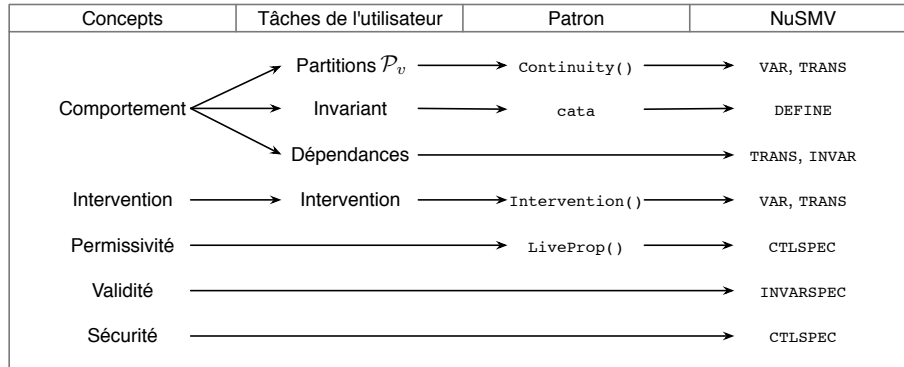 Concepts Tâches de l'utilisateur Patron NuSMV
Partitions 𝒫v Continuity() VAR, TRANS
Comportement Invariant cata DEFINE
Dépendances TRANS, INVAR
Intervention Intervention Intervention() VAR, TRANS
Permissivité LiveProp() CTLSPEC
Validité INVARSPEC
Sécurité CTLSPEC